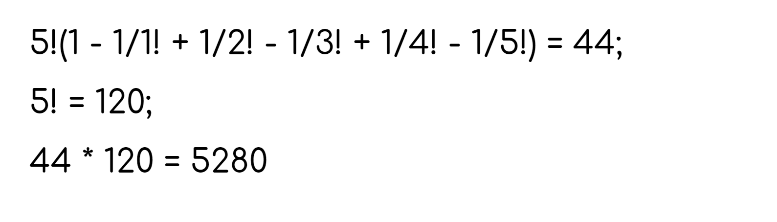 5!(1 - 1/1! + 1/2! - 1/3! + 1/4! - 1/5!) = 44;
5! = 120;
44 * 120 = 5280